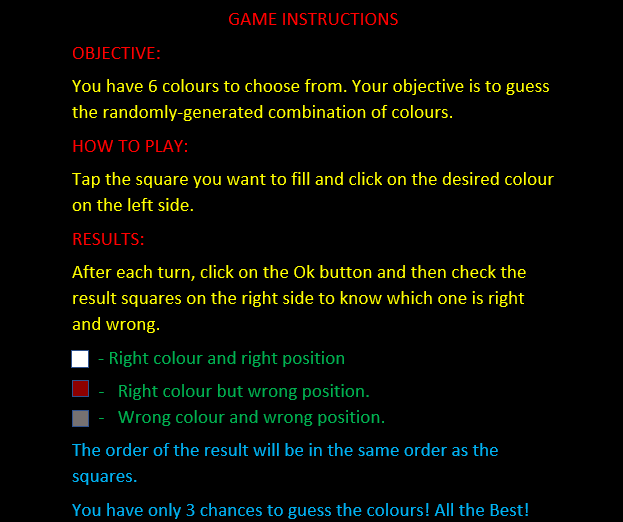 GAME INSTRUCTIONS
OBJECTIVE:
You have 6 colours to choose from. Your objective is to guess
the randomly-generated combination of colours.
HOW TO PLAY:
Tap the square you want to fill and click on the desired colour
on the left side.
RESULTS:
After each turn, click on the Ok button and then check the
result squares on the right side to know which one is right
and wrong.
- Right colour and right position
- Right colour but wrong position.
- Wrong colour and wrong position.
The order of the result will be in the same order as the
squares.
You have only 3 chances to guess the colours! All the Best!